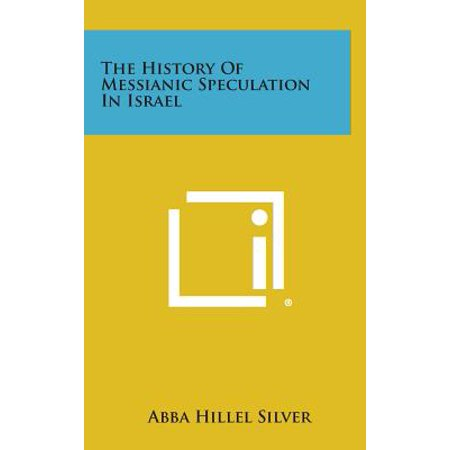 The History Of
Messianic Speculation
In Israel
i
®
Abba Hillel Silver